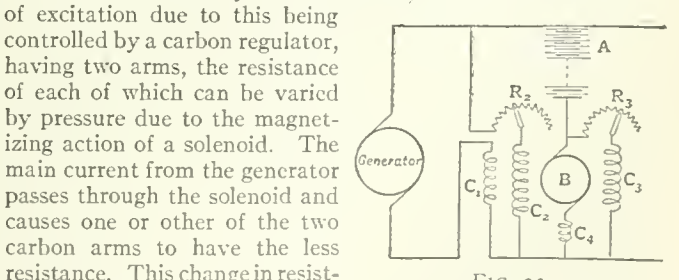 of excitation due to this being
controlled by a carbon regulator,
having two arms, the resistance
of each of which can be varied
by pressure due to the magnet-
izing action of a solenoid. The
main current from the generator
passes through the solenoid and
causes one or other of the two
carbon arms to have the less
resistance. This change in resist-
A
R₂
R₃
Generator
B
C₁
C₂
C₃
C₄